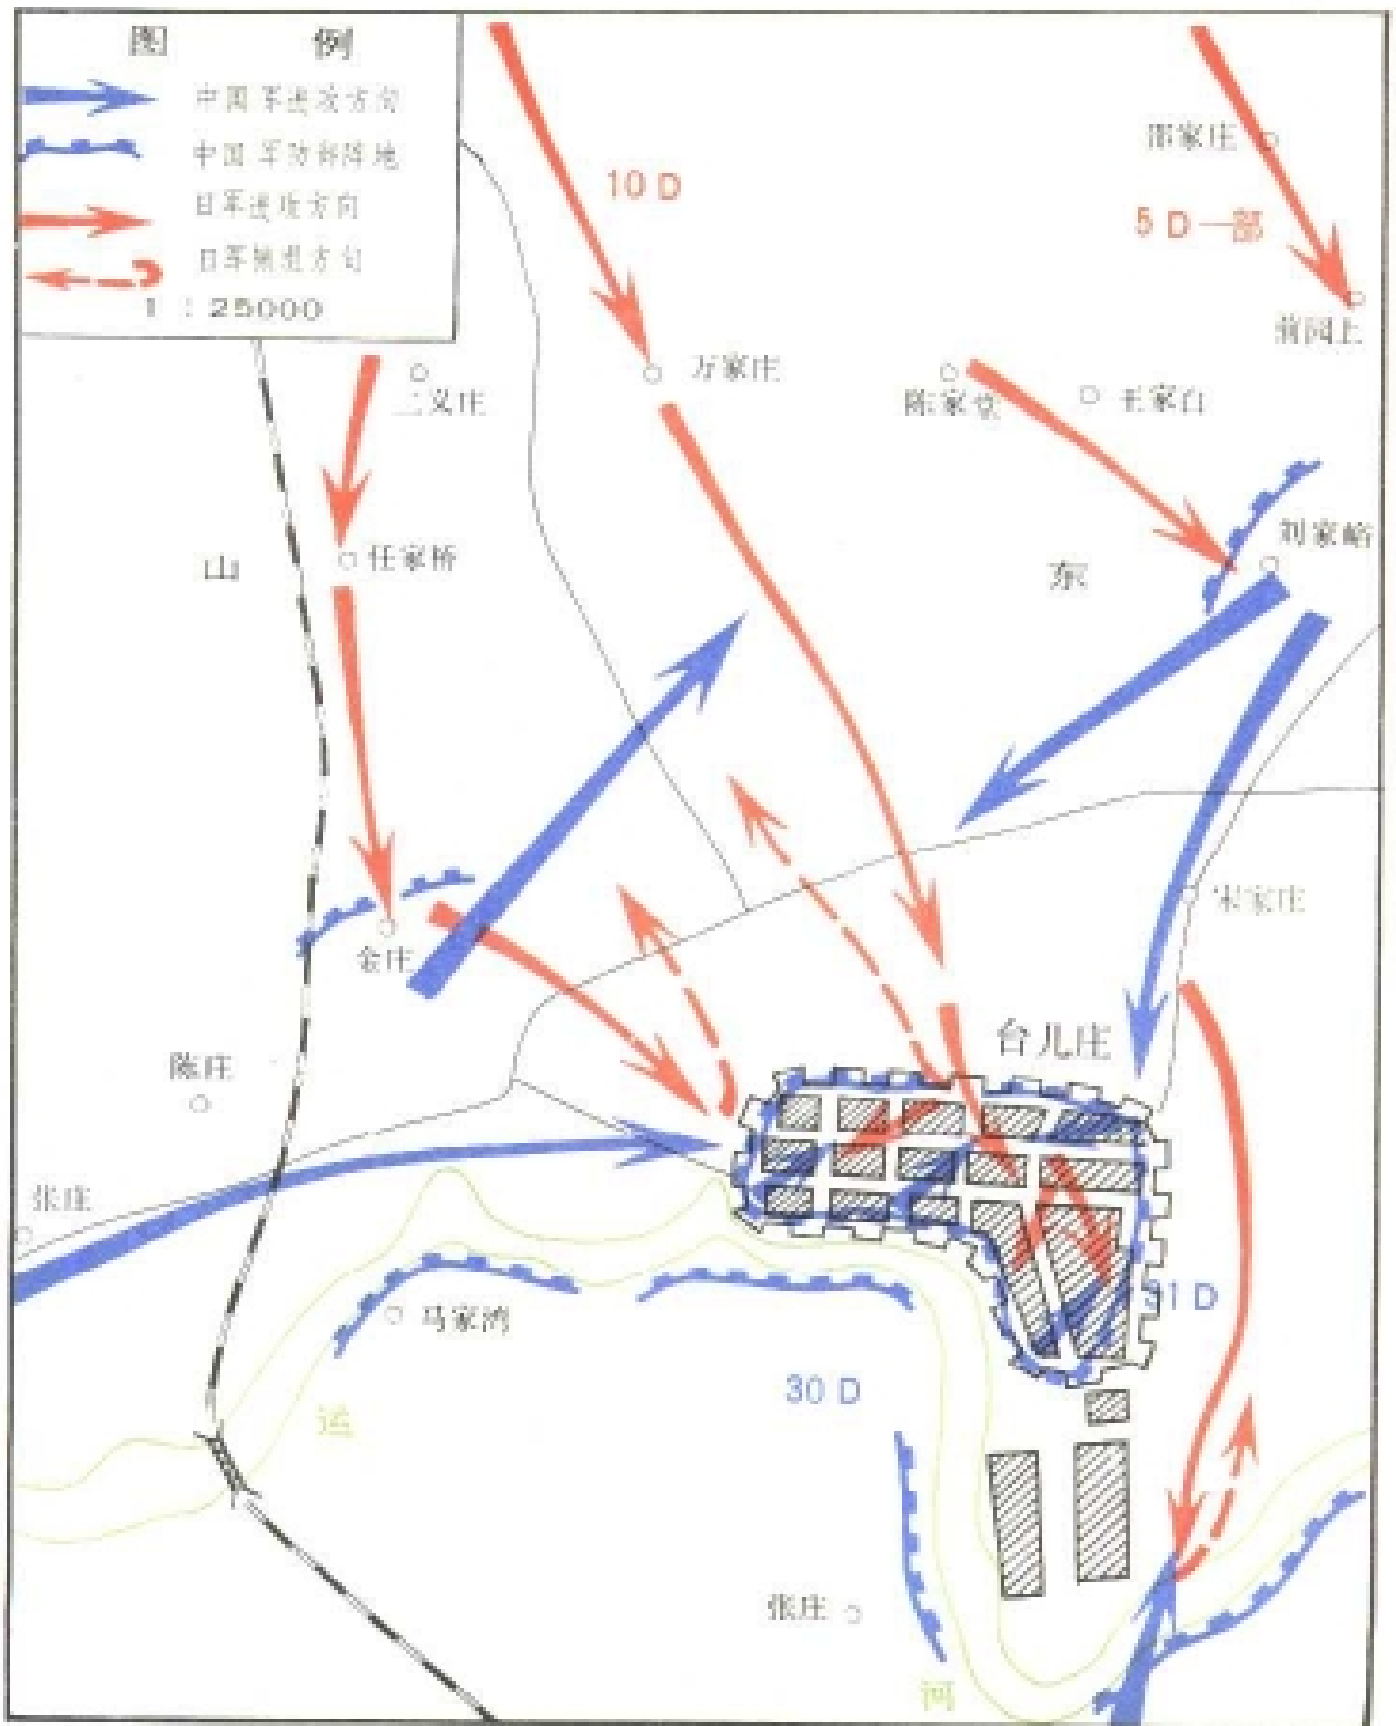 图 例
中国军进攻方向
中国军防御阵地
日军进攻方向
日军撤退方向
1 : 25000
10 D
邵家庄
5 D 一部
前园上
二义庄
万家庄
陈家堂
刘家峪
任家桥
山 东
宋家庄
金庄
台儿庄
陈庄
张庄
马家湾
31 D
30 D
运
张庄
河